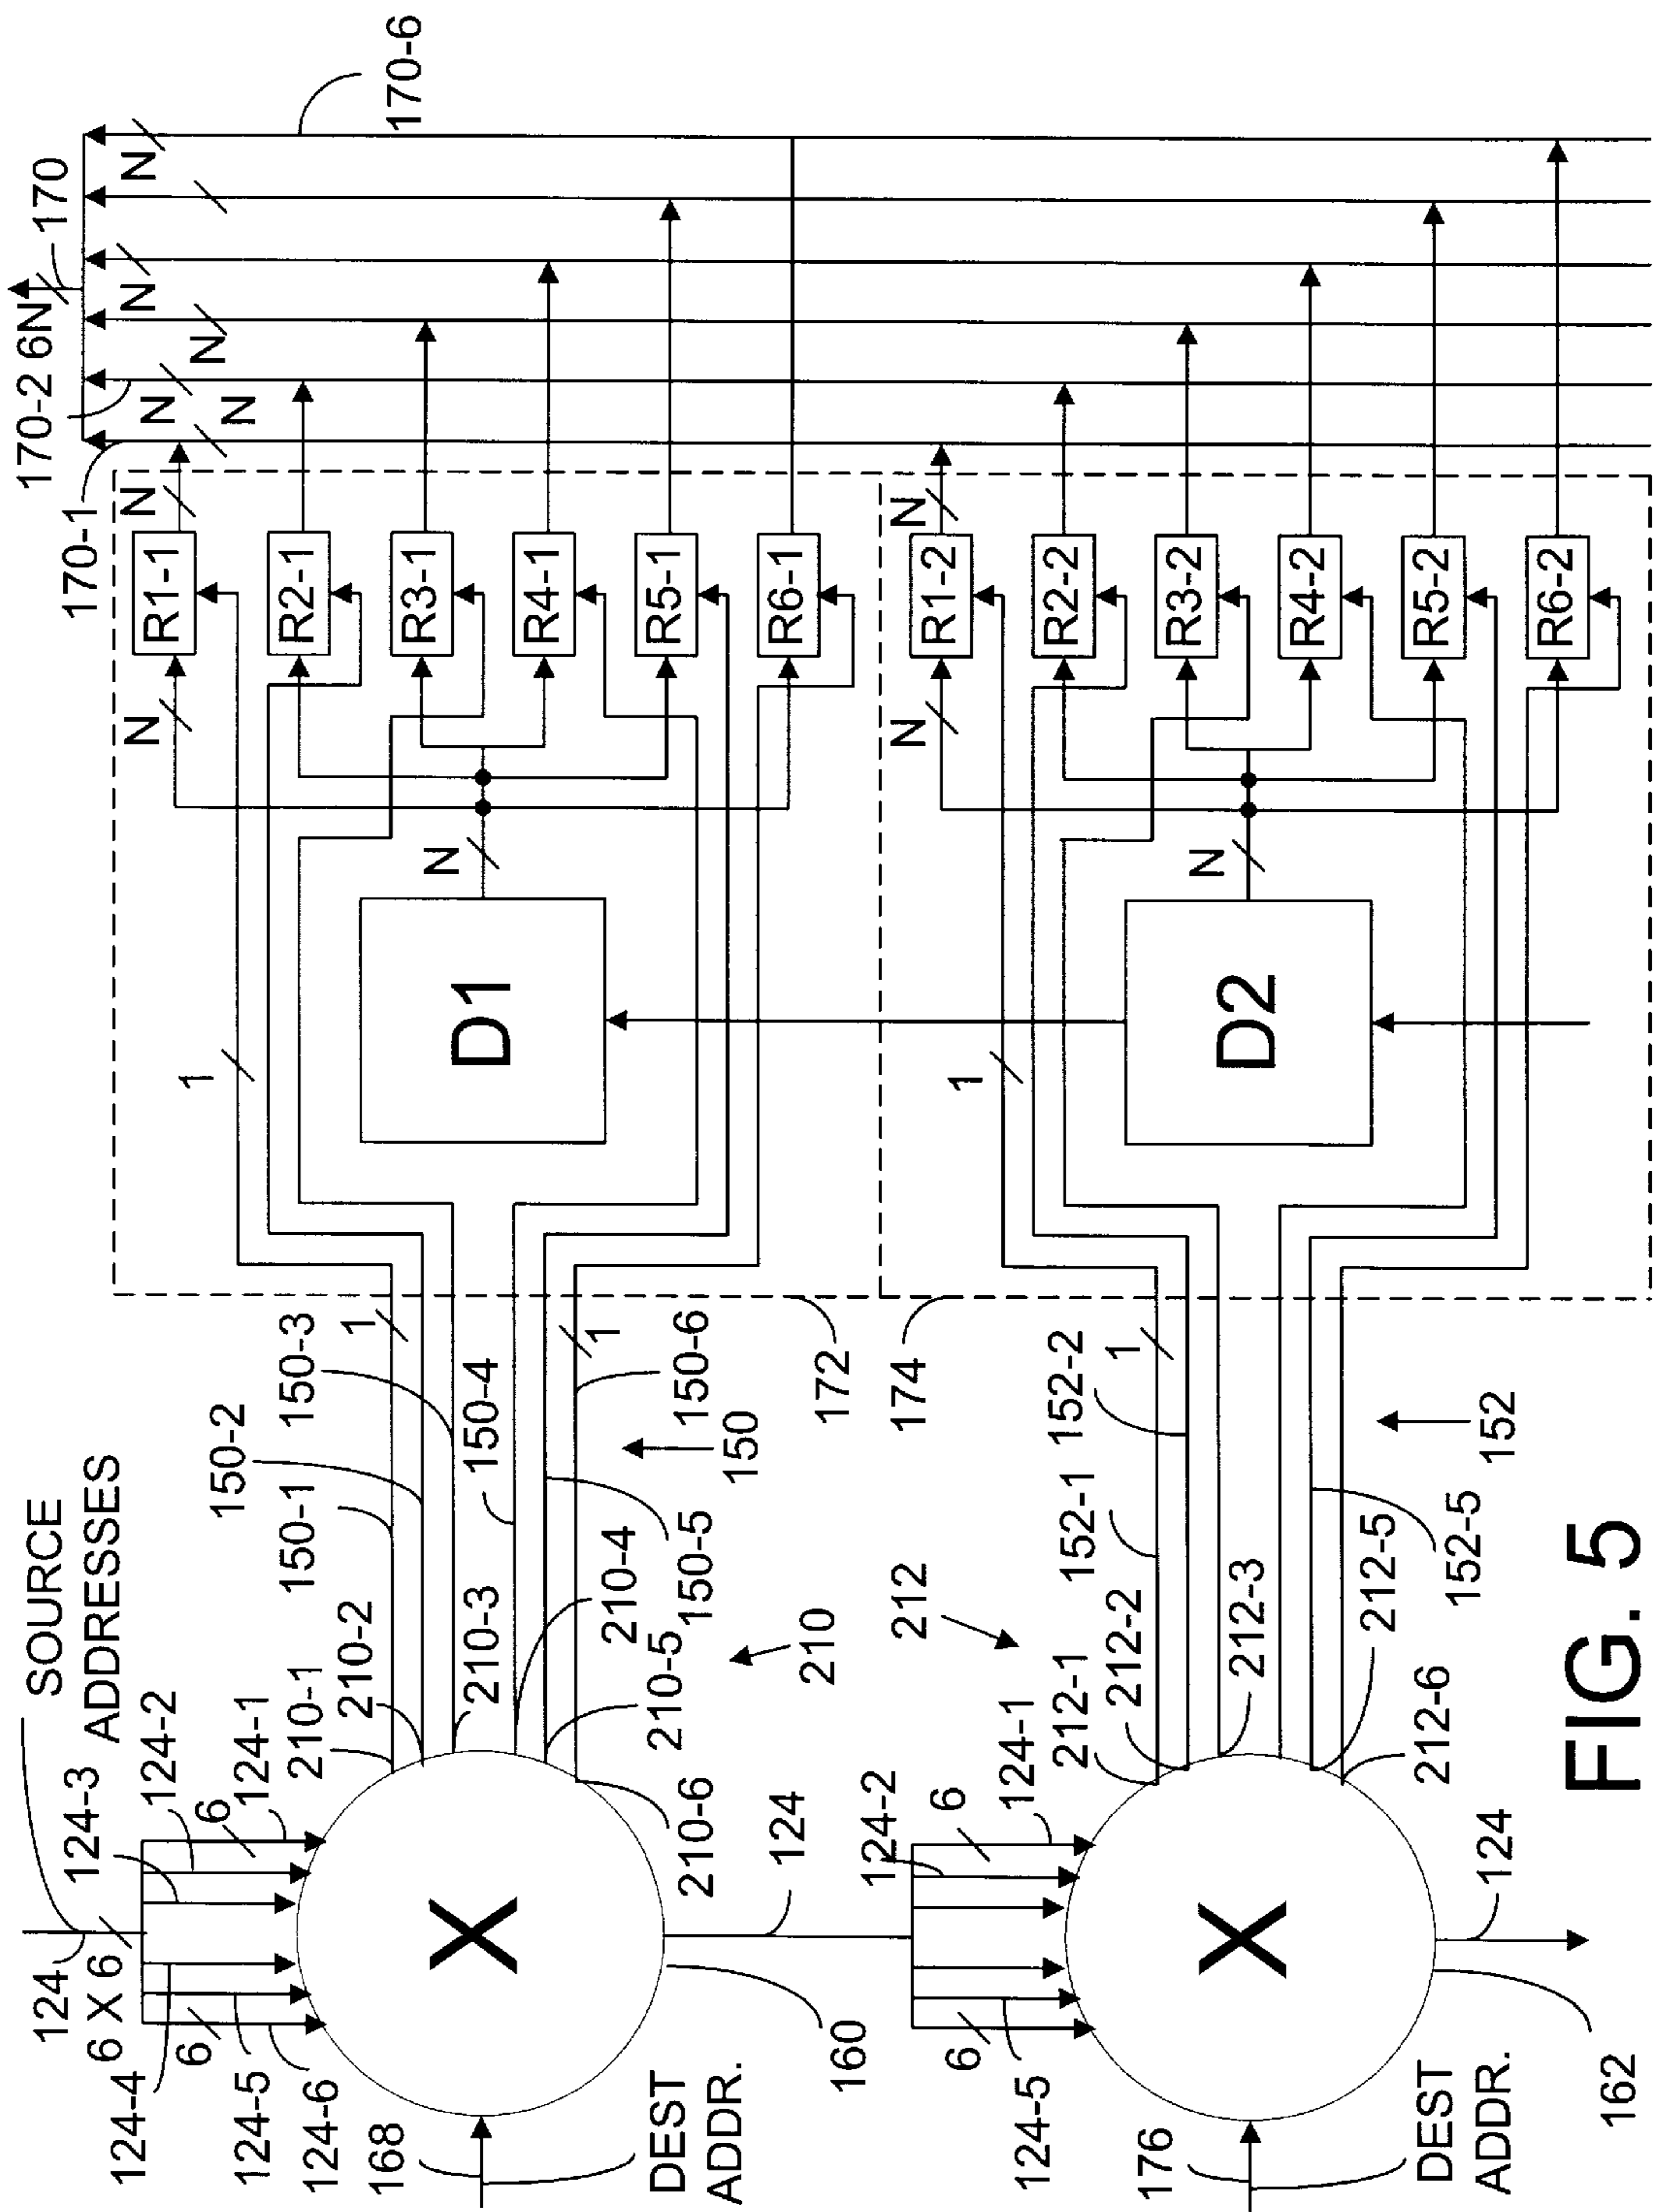 SOURCE
ADDRESSES
124
6 X 6
124-3
124-2
6
124-1
124-4
6
124-5
124-6
168
DEST
ADDR.
X
160
210-1
210-2
210-3
210-4
210-5
210-6
210
150-1
150-2
150-3
150-4
150-5
150-6
150
1
1
172
1
D1
N
N
R1-1
R2-1
R3-1
R4-1
R5-1
R6-1
N
170-1
170-2
6N
170
N
N
N
N
N
170-6
124
124-2
6
124-1
6
124-5
176
DEST
ADDR.
X
162
124
212-1
212-2
212-3
212-5
212-6
212
152-1
152-2
152-5
152
1
174
1
D2
N
N
R1-2
R2-2
R3-2
R4-2
R5-2
R6-2
N
FIG. 5